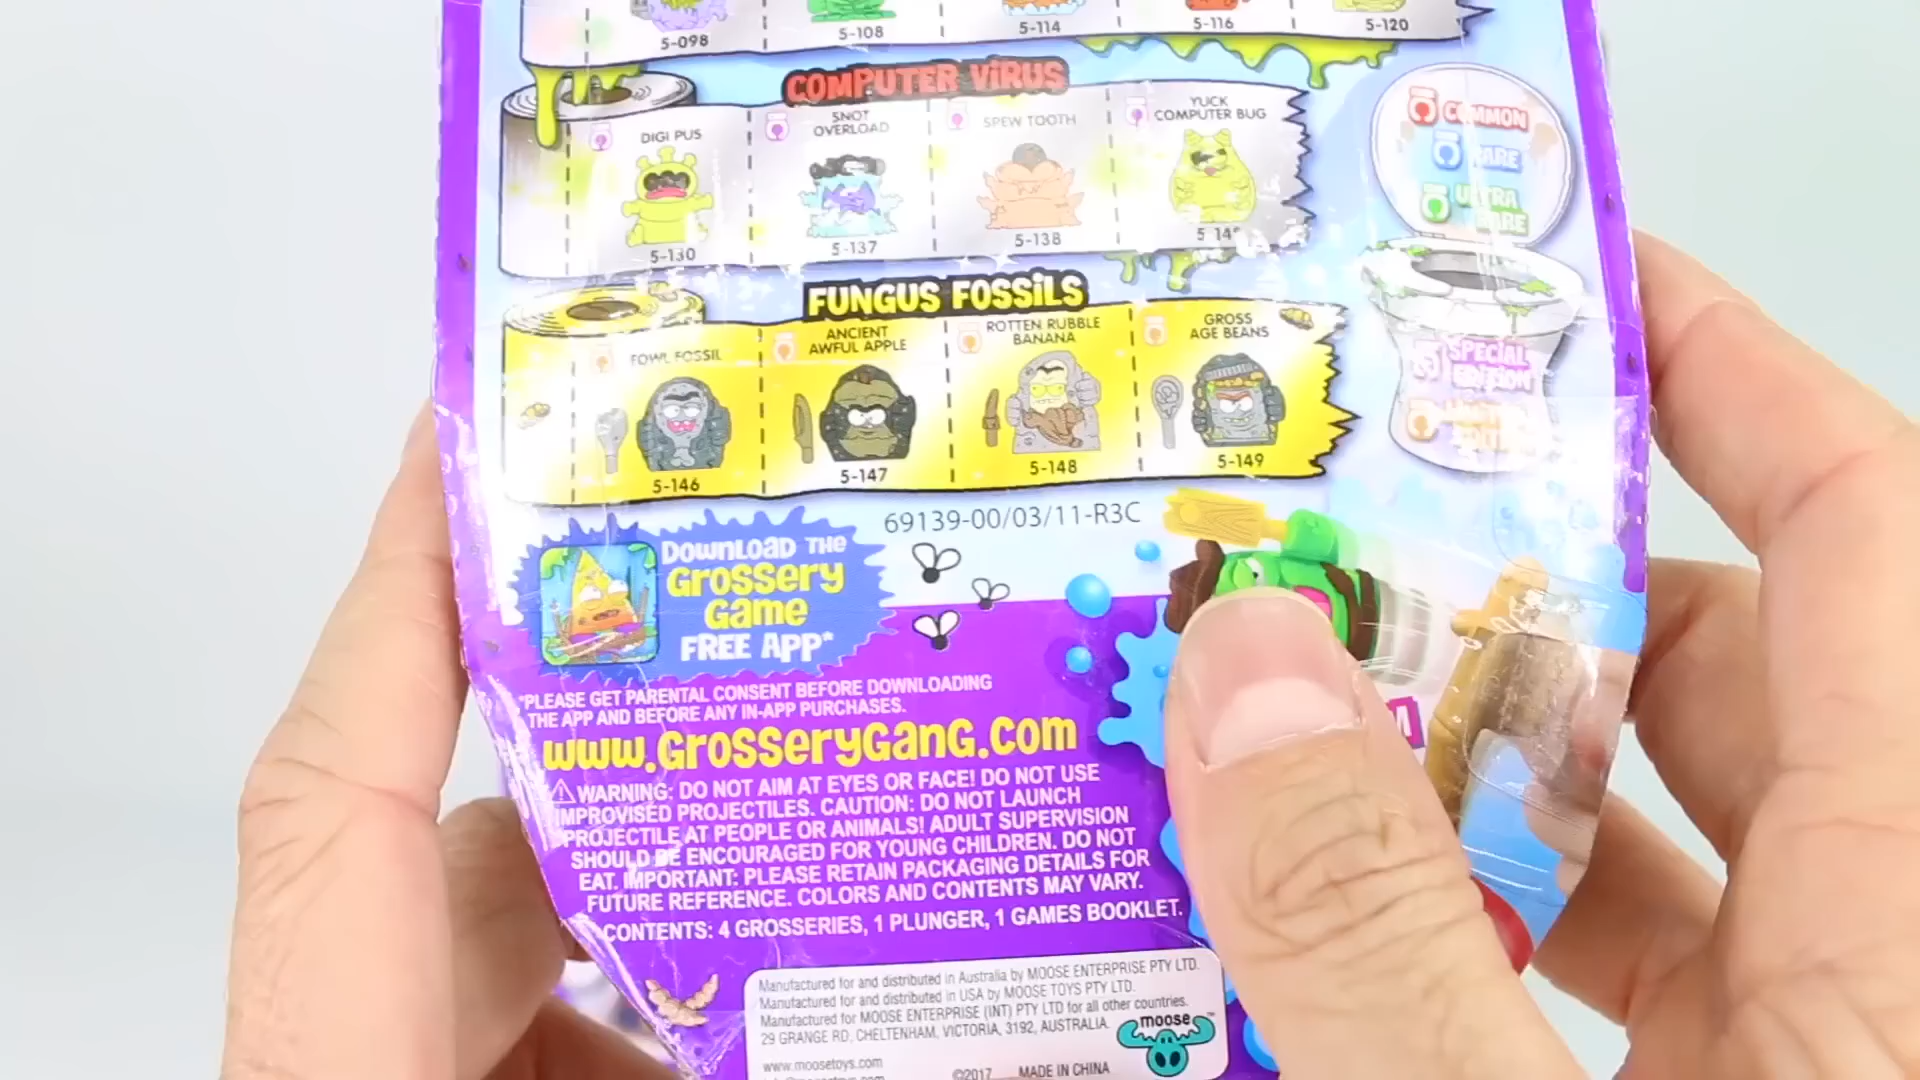 5-098
5-108
5-114
5-116
5-120
COMPUTER VIRUS
DIGI PUS
5-130
SNOT
OVERLOAD
5-137
SPEW TOOTH
5-138
YUCK
COMPUTER BUG
COMMON
RARE
ULTRA
RARE
SPECIAL
EDITION
FUNGUS FOSSILS
FOWL FOSSIL
5-146
ANCIENT
AWFUL APPLE
5-147
ROTTEN RUBBLE
BANANA
5-148
GROSS
AGE BEANS
5-149
69139-00/03/11-R3C
DOWNLOAD THE
GROSSERY
GAME
FREE APP*
*PLEASE GET PARENTAL CONSENT BEFORE DOWNLOADING
THE APP AND BEFORE ANY IN-APP PURCHASES.
www.GROSSERYGANG.com
WARNING: DO NOT AIM AT EYES OR FACE! DO NOT USE
IMPROVISED PROJECTILES. CAUTION: DO NOT LAUNCH
PROJECTILE AT PEOPLE OR ANIMALS! ADULT SUPERVISION
SHOULD BE ENCOURAGED FOR YOUNG CHILDREN. DO NOT
EAT. IMPORTANT: PLEASE RETAIN PACKAGING DETAILS FOR
FUTURE REFERENCE. COLORS AND CONTENTS MAY VARY.
CONTENTS: 4 GROSSERIES, 1 PLUNGER, 1 GAMES BOOKLET.
Manufactured for and distributed in Australia by MOOSE ENTERPRISE PTY LTD.
Manufactured for and distributed in USA by MOOSE TOYS PTY LTD.
Manufactured for MOOSE ENTERPRISE (INT) PTY LTD for all other countries.
29 GRANGE RD, CHELTENHAM, VICTORIA, 3192, AUSTRALIA.
moose™
www.moosetoys.com
©2017 MADE IN CHINA